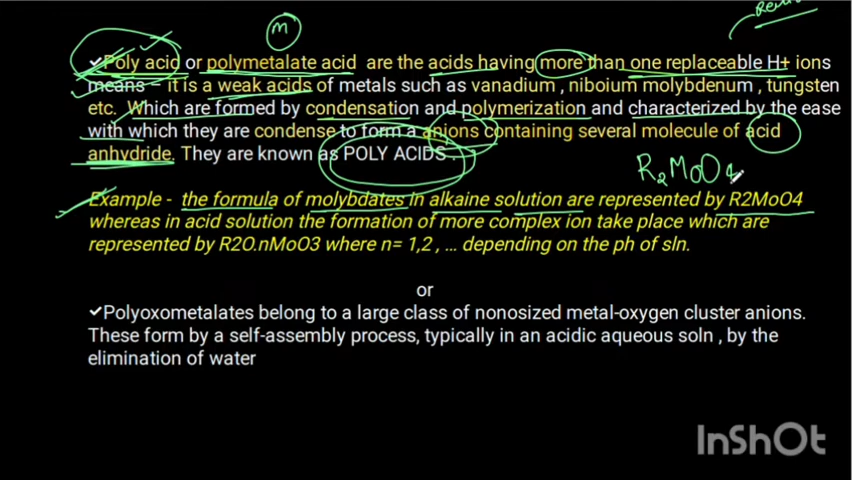 m
✓Poly acid or polymetalate acid are the acids having more than one replaceable H+ ions
means – it is a weak acids of metals such as vanadium , niboium molybdenum , tungsten
etc. Which are formed by condensation and polymerization and characterized by the ease
with which they are condense to form a anions containing several molecule of acid
anhydride. They are known as POLY ACIDS .
R2MoO4
Example - the formula of molybdates in alkaine solution are represented by R2MoO4
whereas in acid solution the formation of more complex ion take place which are
represented by R2O.nMoO3 where n= 1,2 , ... depending on the ph of sln.
or
✓Polyoxometalates belong to a large class of nonosized metal-oxygen cluster anions.
These form by a self-assembly process, typically in an acidic aqueous soln , by the
elimination of water
InShOt